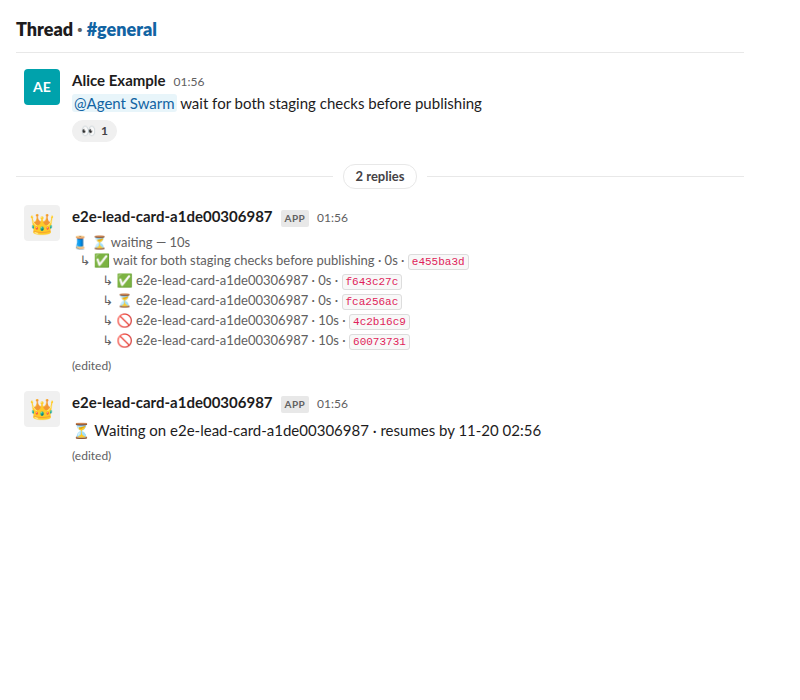 Thread • #general
AE
Alice Example 01:56
@Agent Swarm wait for both staging checks before publishing
👀 1
2 replies
e2e-lead-card-a1de00306987 APP 01:56
🧵 ⏳ waiting — 10s
↳ ✅ wait for both staging checks before publishing · 0s · e455ba3d
↳ ✅ e2e-lead-card-a1de00306987 · 0s · f643c27c
↳ ⏳ e2e-lead-card-a1de00306987 · 0s · fca256ac
↳ 🚫 e2e-lead-card-a1de00306987 · 10s · 4c2b16c9
↳ 🚫 e2e-lead-card-a1de00306987 · 10s · 60073731
(edited)
e2e-lead-card-a1de00306987 APP 01:56
⏳ Waiting on e2e-lead-card-a1de00306987 · resumes by 11-20 02:56
(edited)